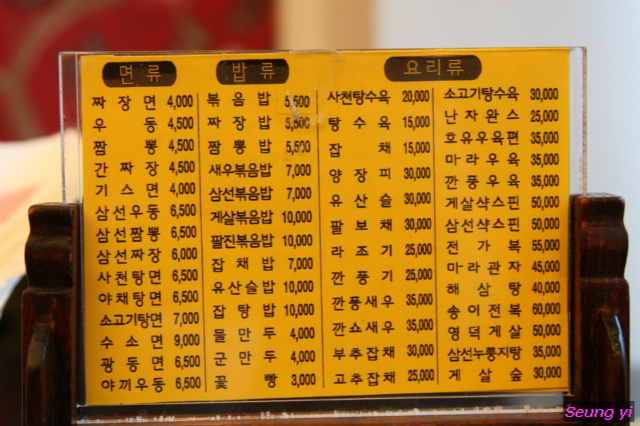 면류
짜장면 4,000
우동 4,500
짬뽕 4,500
간짜장 4,500
기스면 4,000
삼선우동 6,500
삼선짬뽕 6,500
삼선짜장 6,000
사천탕면 6,500
야채탕면 6,500
소고기탕면 7,000
수소면 9,000
광동면 6,500
야끼우동 6,500
밥류
볶음밥 5,500
짜장밥 5,500
짬뽕밥 5,500
새우볶음밥 7,000
삼선볶음밥 7,000
게살볶음밥 10,000
팔진볶음밥 10,000
잡채밥 7,000
유산슬밥 10,000
잡탕밥 10,000
물만두 4,000
군만두 4,000
꽃빵 3,000
요리류
사천탕수육 20,000
탕수육 15,000
잡채 15,000
양장피 30,000
유산슬 30,000
팔보채 30,000
라조기 25,000
깐풍기 25,000
깐풍새우 35,000
깐쇼새우 35,000
부추잡채 30,000
고추잡채 25,000
소고기탕수육 30,000
난자완스 25,000
호유우육편 35,000
마라우육 35,000
깐풍우육 35,000
게살샥스핀 50,000
삼선샥스핀 50,000
전가복 55,000
마라관자 45,000
해삼탕 40,000
송이전복 60,000
영덕게살 50,000
삼선누룽지탕 35,000
게살숲 30,000
Seung yi